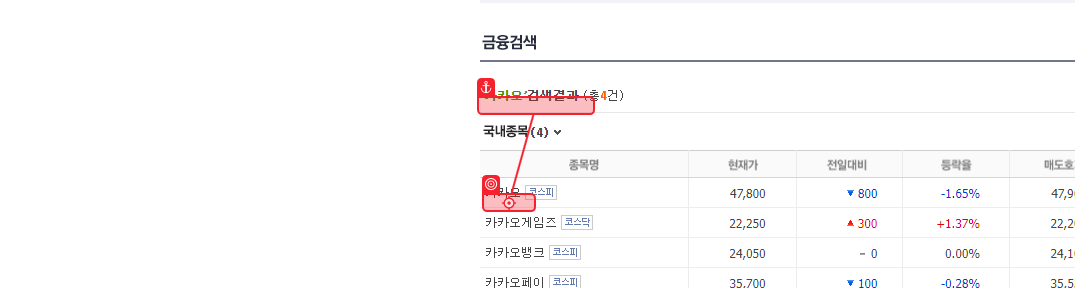 금융검색
카카오'검색결과 (총4건)
국내종목(4)
종목명 현재가 전일대비 등락율 매도호
카카오 코스피 47,800 ▼ 800 -1.65% 47,9
카카오게임즈 코스닥 22,250 ▲ 300 +1.37% 22,2
카카오뱅크 코스피 24,050 - 0 0.00% 24,1
카카오페이 코스피 35,700 ▼ 100 -0.28% 35,5